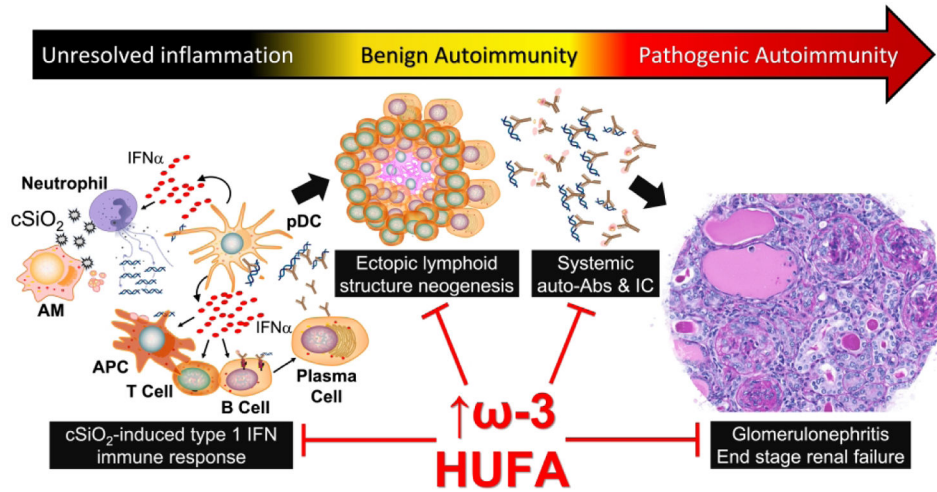 Unresolved inflammation
Benign Autoimmunity
Pathogenic Autoimmunity
IFNα
Neutrophil
cSiO₂
pDC
AM
IFNα
APC
T Cell
B Cell
Plasma
Cell
Ectopic lymphoid
structure neogenesis
Systemic
auto-Abs & IC
cSiO₂-induced type 1 IFN
immune response
↑ω-3
HUFA
Glomerulonephritis
End stage renal failure